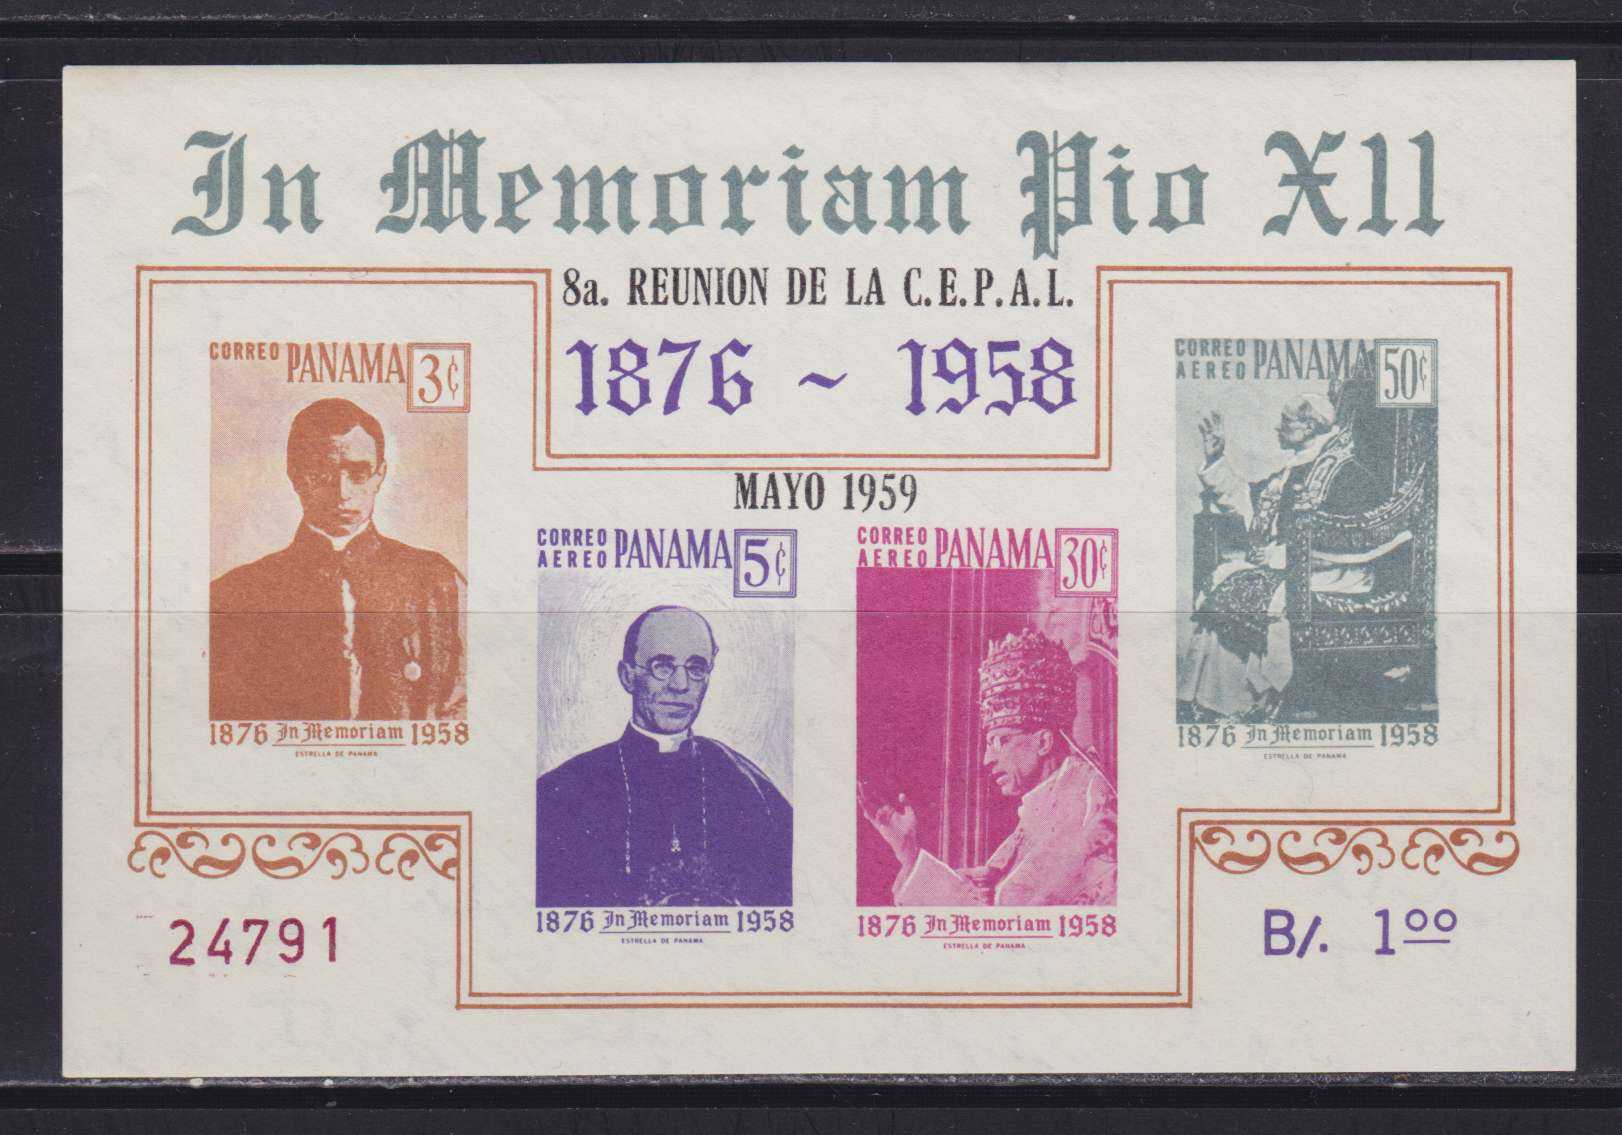 In Memoriam Pio XII
8a. REUNION DE LA C.E.P.A.L.
1876 ~ 1958
MAYO 1959
CORREO PANAMA 3¢
1876 In Memoriam 1958
ESTRELLA DE PANAMA
CORREO
AEREO PANAMA 5¢
1876 In Memoriam 1958
ESTRELLA DE PANAMA
CORREO
AEREO PANAMA 30¢
1876 In Memoriam 1958
ESTRELLA DE PANAMA
CORREO
AEREO PANAMA 50¢
1876 In Memoriam 1958
ESTRELLA DE PANAMA
24791
B/. 1 00